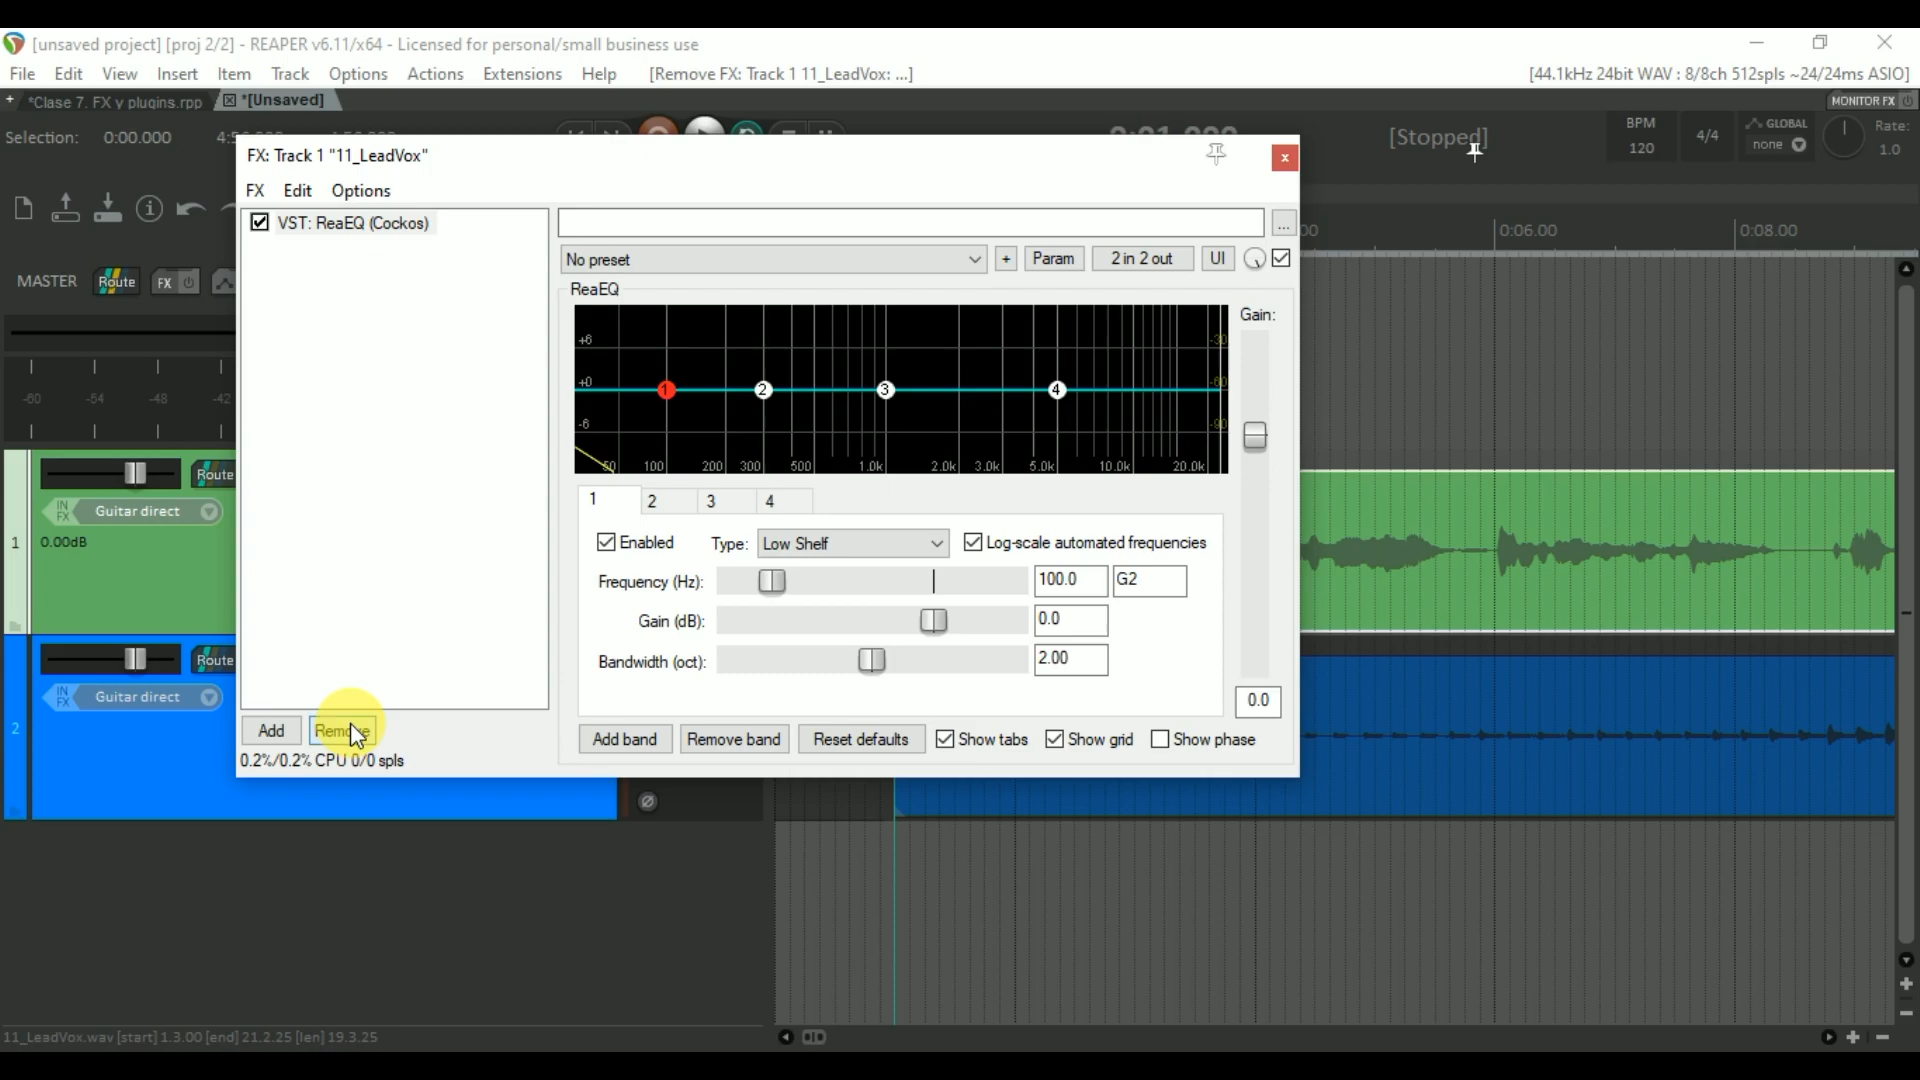 [unsaved project] [proj 2/2] - REAPER v6.11/x64 - Licensed for personal/small business use
File Edit View Insert Item Track Options Actions Extensions Help [Remove FX: Track 1 11_LeadVox: ...] [44.1kHz 24bit WAV : 8/8ch 512spls ~24/24ms ASIO]
+ *Clase 7. FX y plugins.rpp *[Unsaved] MONITOR FX
Selection: 0:00.000 [Stopped] BPM 120 4/4 GLOBAL none Rate: 1.0
FX: Track 1 "11_LeadVox" x
FX Edit Options
VST: ReaEQ (Cockos) ...
No preset + Param 2 in 2 out UI
0:06.00 0:08.00
MASTER Route FX
ReaEQ
Gain:
+6 -30
+0 1 2 3 4 -60
-6 -90
50 100 200 300 500 1.0k 2.0k 3.0k 5.0k 10.0k 20.0k
-60 -54 -48 -42
1 2 3 4
Enabled Type: Low Shelf Log-scale automated frequencies
Frequency (Hz): 100.0 G2
Gain (dB): 0.0
Bandwidth (oct): 2.00
0.0
Add band Remove band Reset defaults Show tabs Show grid Show phase
Route
IN FX Guitar direct
1 0.00dB
Route
IN FX Guitar direct
2
Add Remove
0.2%/0.2% CPU 0/0 spls
11_LeadVox.wav [start] 1.3.00 [end] 21.2.25 [len] 19.3.25